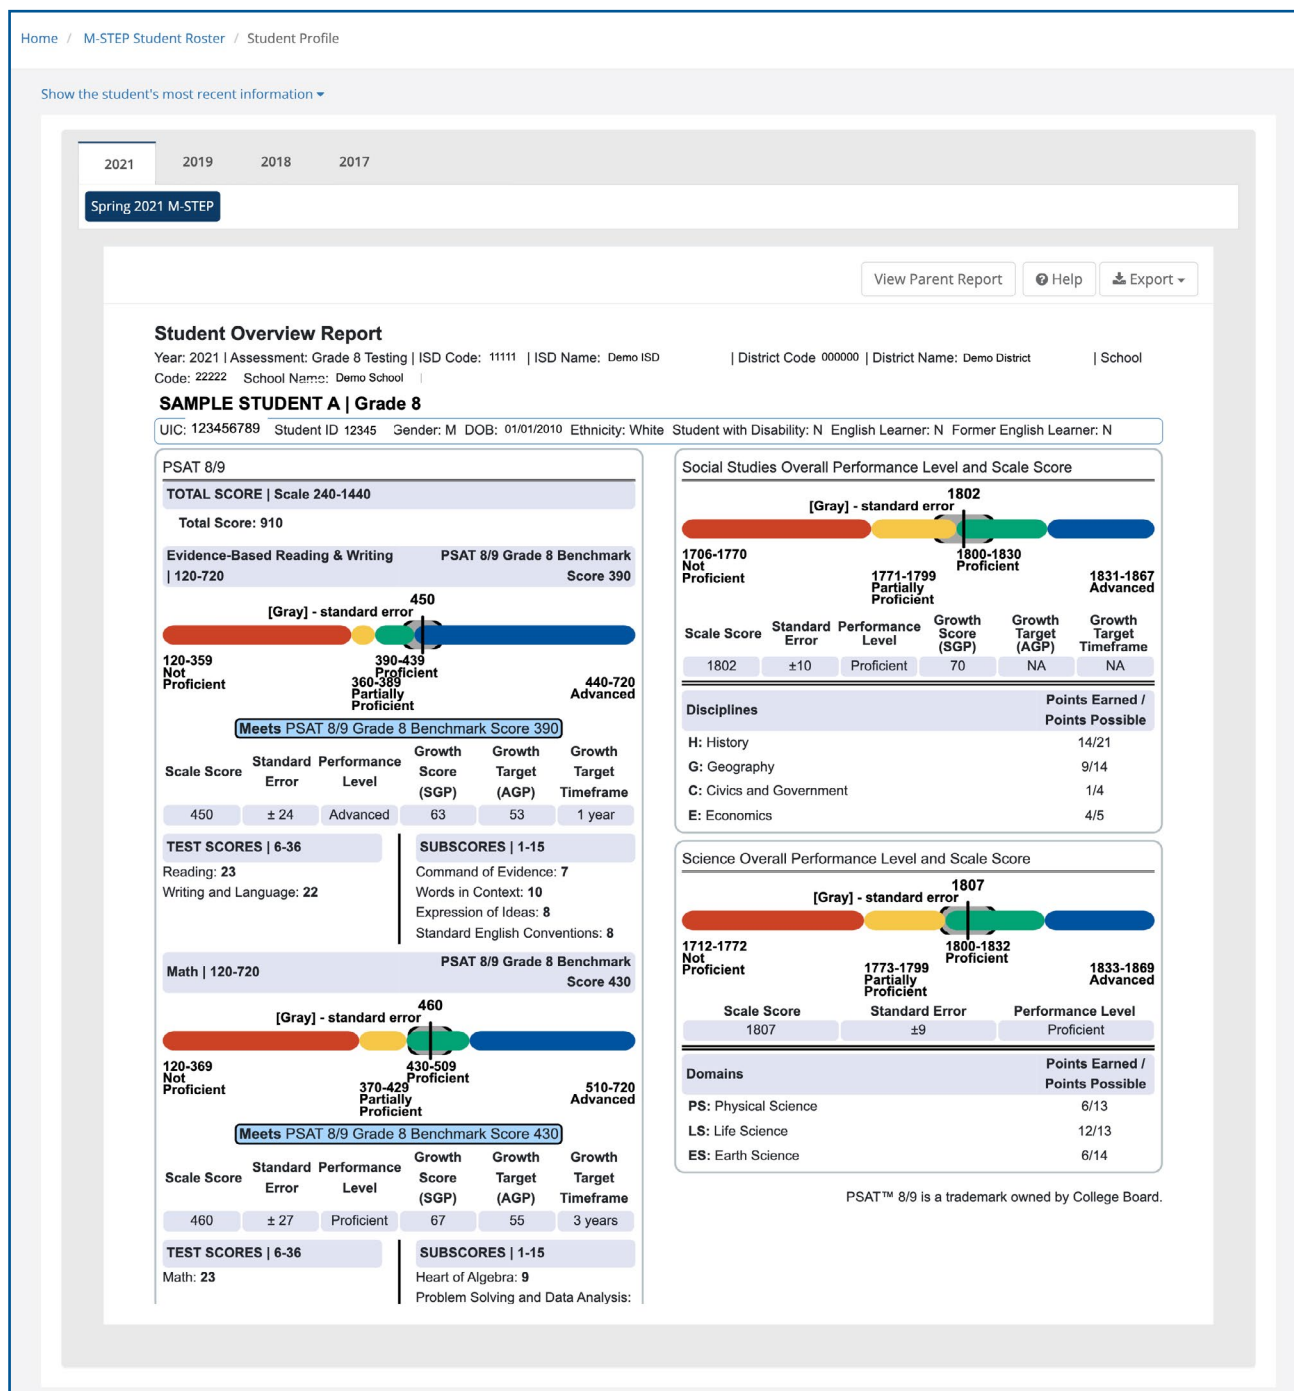 Home / M-STEP Student Roster / Student Profile
Show the student's most recent information
2021 2019 2018 2017
Spring 2021 M-STEP
View Parent Report Help Export
Student Overview Report
Year: 2021 | Assessment: Grade 8 Testing | ISD Code: 11111 | ISD Name: Demo ISD | District Code 000000 | District Name: Demo District | School
Code: 22222 School Name: Demo School |
SAMPLE STUDENT A | Grade 8
UIC: 123456789 Student ID 12345 Gender: M DOB: 01/01/2010 Ethnicity: White Student with Disability: N English Learner: N Former English Learner: N
PSAT 8/9
TOTAL SCORE | Scale 240-1440
Total Score: 910
Evidence-Based Reading & Writing PSAT 8/9 Grade 8 Benchmark
| 120-720 Score 390
450
[Gray] - standard error
120-359 390-439
Not Proficient
Proficient 360-389 440-720
Partially Advanced
Proficient
Meets PSAT 8/9 Grade 8 Benchmark Score 390
Growth Growth Growth
Scale Score Standard Performance Score Target Target
Error Level (SGP) (AGP) Timeframe
450 ± 24 Advanced 63 53 1 year
TEST SCORES | 6-36 SUBSCORES | 1-15
Reading: 23 Command of Evidence: 7
Writing and Language: 22 Words in Context: 10
Expression of Ideas: 8
Standard English Conventions: 8
Math | 120-720 PSAT 8/9 Grade 8 Benchmark
Score 430
460
[Gray] - standard error
120-369 430-509
Not Proficient
Proficient 370-429 510-720
Partially Advanced
Proficient
Meets PSAT 8/9 Grade 8 Benchmark Score 430
Growth Growth Growth
Scale Score Standard Performance Score Target Target
Error Level (SGP) (AGP) Timeframe
460 ± 27 Proficient 67 55 3 years
TEST SCORES | 6-36 SUBSCORES | 1-15
Math: 23 Heart of Algebra: 9
Problem Solving and Data Analysis:
Social Studies Overall Performance Level and Scale Score
1802
[Gray] - standard error
1706-1770 1800-1830
Not Proficient
Proficient 1771-1799 1831-1867
Partially Advanced
Proficient
Growth Growth Growth
Scale Score Standard Performance Score Target Target
Error Level (SGP) (AGP) Timeframe
1802 ±10 Proficient 70 NA NA
Disciplines Points Earned /
Points Possible
H: History 14/21
G: Geography 9/14
C: Civics and Government 1/4
E: Economics 4/5
Science Overall Performance Level and Scale Score
1807
[Gray] - standard error
1712-1772 1800-1832
Not Proficient
Proficient 1773-1799 1833-1869
Partially Advanced
Proficient
Scale Score Standard Error Performance Level
1807 ±9 Proficient
Domains Points Earned /
Points Possible
PS: Physical Science 6/13
LS: Life Science 12/13
ES: Earth Science 6/14
PSAT™ 8/9 is a trademark owned by College Board.